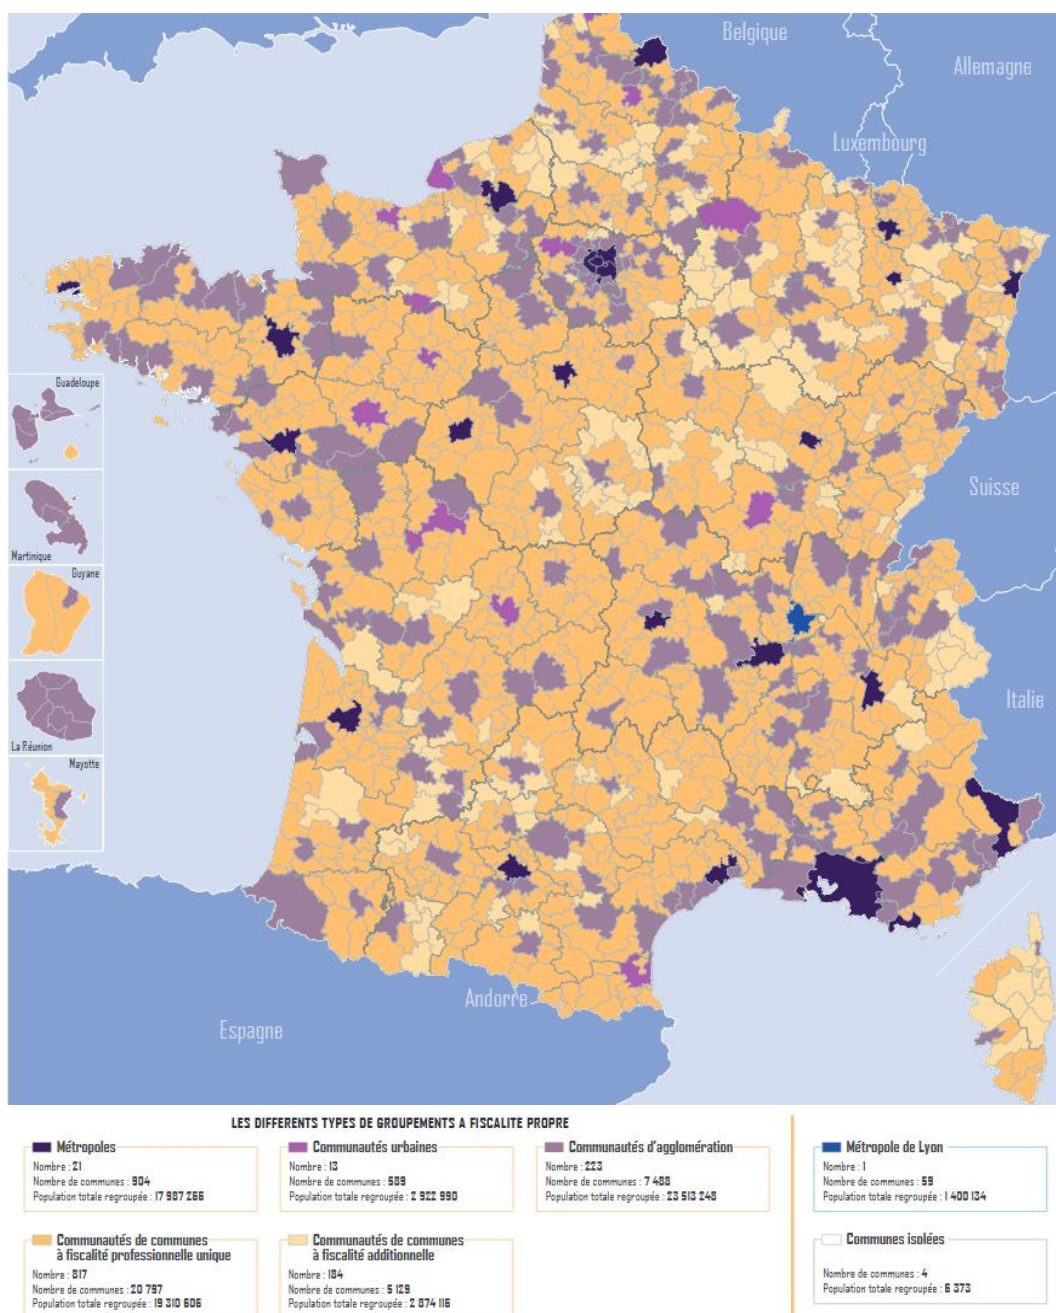 Belgique
Allemagne
Luxembourg
Suisse
Italie
Guadeloupe
Martinique
Guyane
La Réunion
Mayotte
Andorre
Espagne
LES DIFFERENTS TYPES DE GROUPEMENTS A FISCALITE PROPRE
Métropoles
Nombre : 21
Nombre de communes : 904
Population totale regroupée : 17 987 266
Communautés urbaines
Nombre : 13
Nombre de communes : 589
Population totale regroupée : 2 922 990
Communautés d'agglomération
Nombre : 223
Nombre de communes : 7 488
Population totale regroupée : 23 513 248
Métropole de Lyon
Nombre : 1
Nombre de communes : 59
Population totale regroupée : 1 400 134
Communautés de communes
à fiscalité professionnelle unique
Nombre : 817
Nombre de communes : 20 797
Population totale regroupée : 19 310 606
Communautés de communes
à fiscalité additionnelle
Nombre : 184
Nombre de communes : 5 129
Population totale regroupée : 2 874 116
Communes isolées
Nombre de communes : 4
Population totale regroupée : 6 373